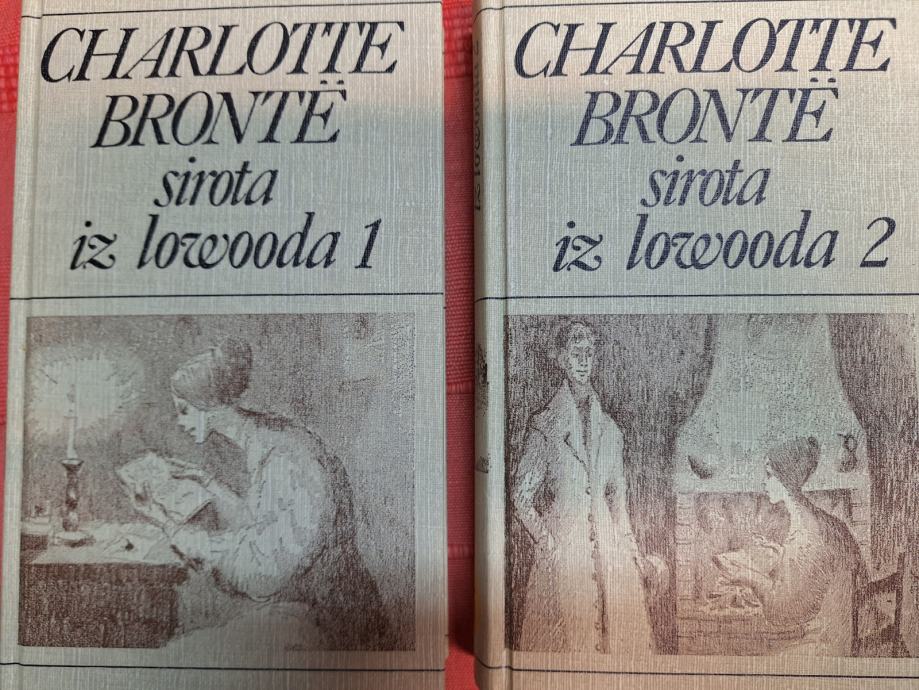 CHARLOTTE
BRONTË
sirota
iz lowooda 1
CHARLOTTE
BRONTË
sirota
iz lowooda 2